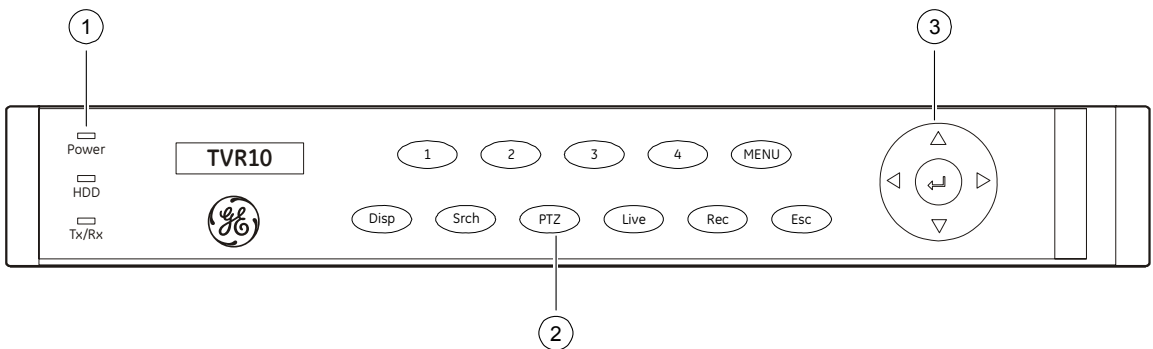 1
3
Power
HDD
Tx/Rx
TVR10
GE
1 2 3 4 MENU
Disp Srch PTZ Live Rec Esc
2